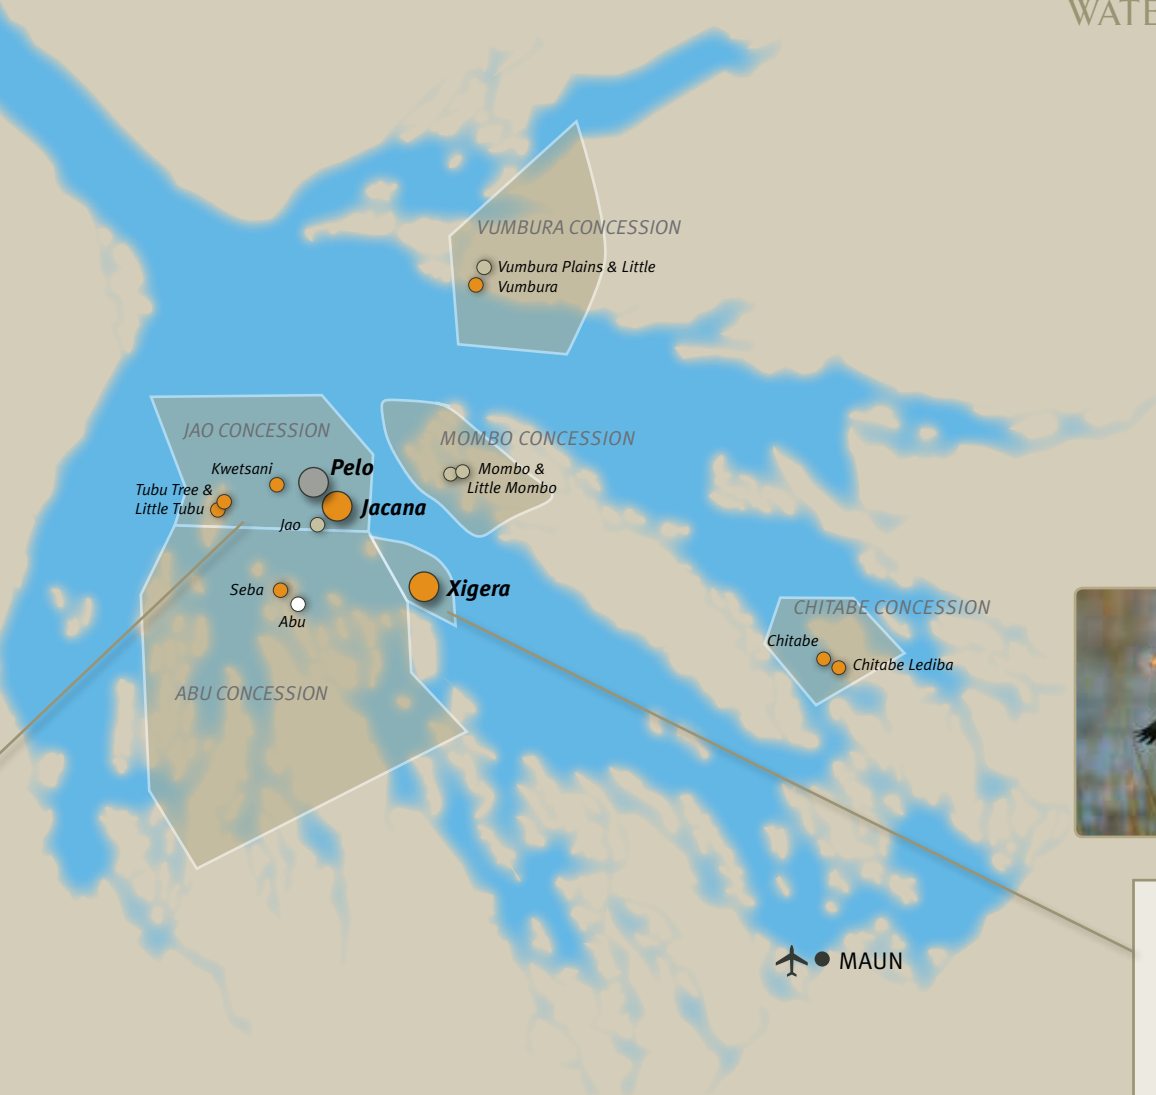 WATE
VUMBURA CONCESSION
Vumbura Plains & Little
Vumbura
JAO CONCESSION
MOMBO CONCESSION
Kwetsani
Pelo
Mombo &
Little Mombo
Tubu Tree &
Little Tubu
Jacana
Jao
Seba
Xigera
Abu
CHITABE CONCESSION
Chitabe
Chitabe Lediba
ABU CONCESSION
MAUN